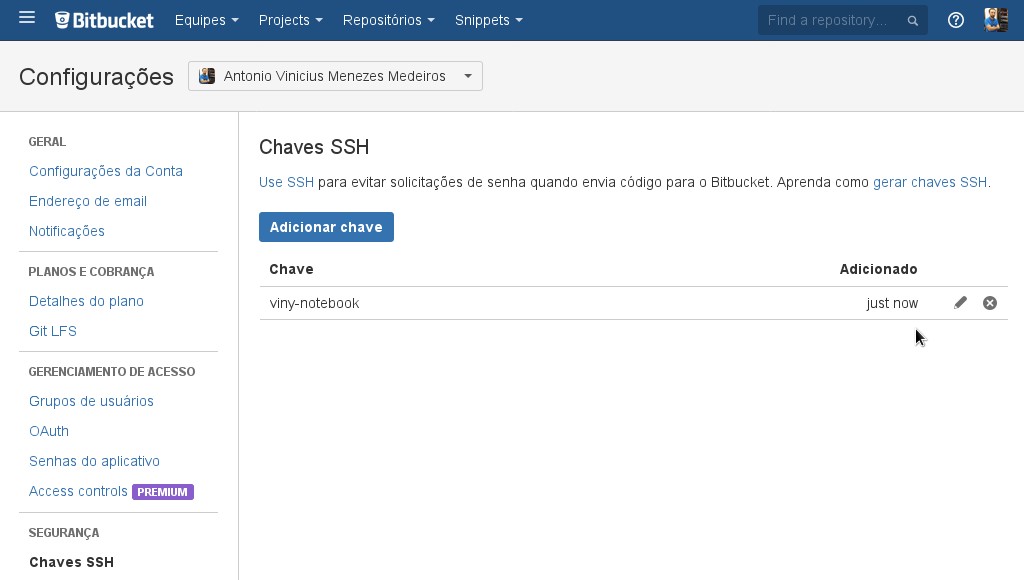 Bitbucket Equipes Projects Repositórios Snippets Find a repository...
Configurações Antonio Vinicius Menezes Medeiros
GERAL
Configurações da Conta
Endereço de email
Notificações
PLANOS E COBRANÇA
Detalhes do plano
Git LFS
GERENCIAMENTO DE ACESSO
Grupos de usuários
OAuth
Senhas do aplicativo
Access controls PREMIUM
SEGURANÇA
Chaves SSH
Chaves SSH
Use SSH para evitar solicitações de senha quando envia código para o Bitbucket. Aprenda como gerar chaves SSH.
Adicionar chave
Chave Adicionado
viny-notebook just now